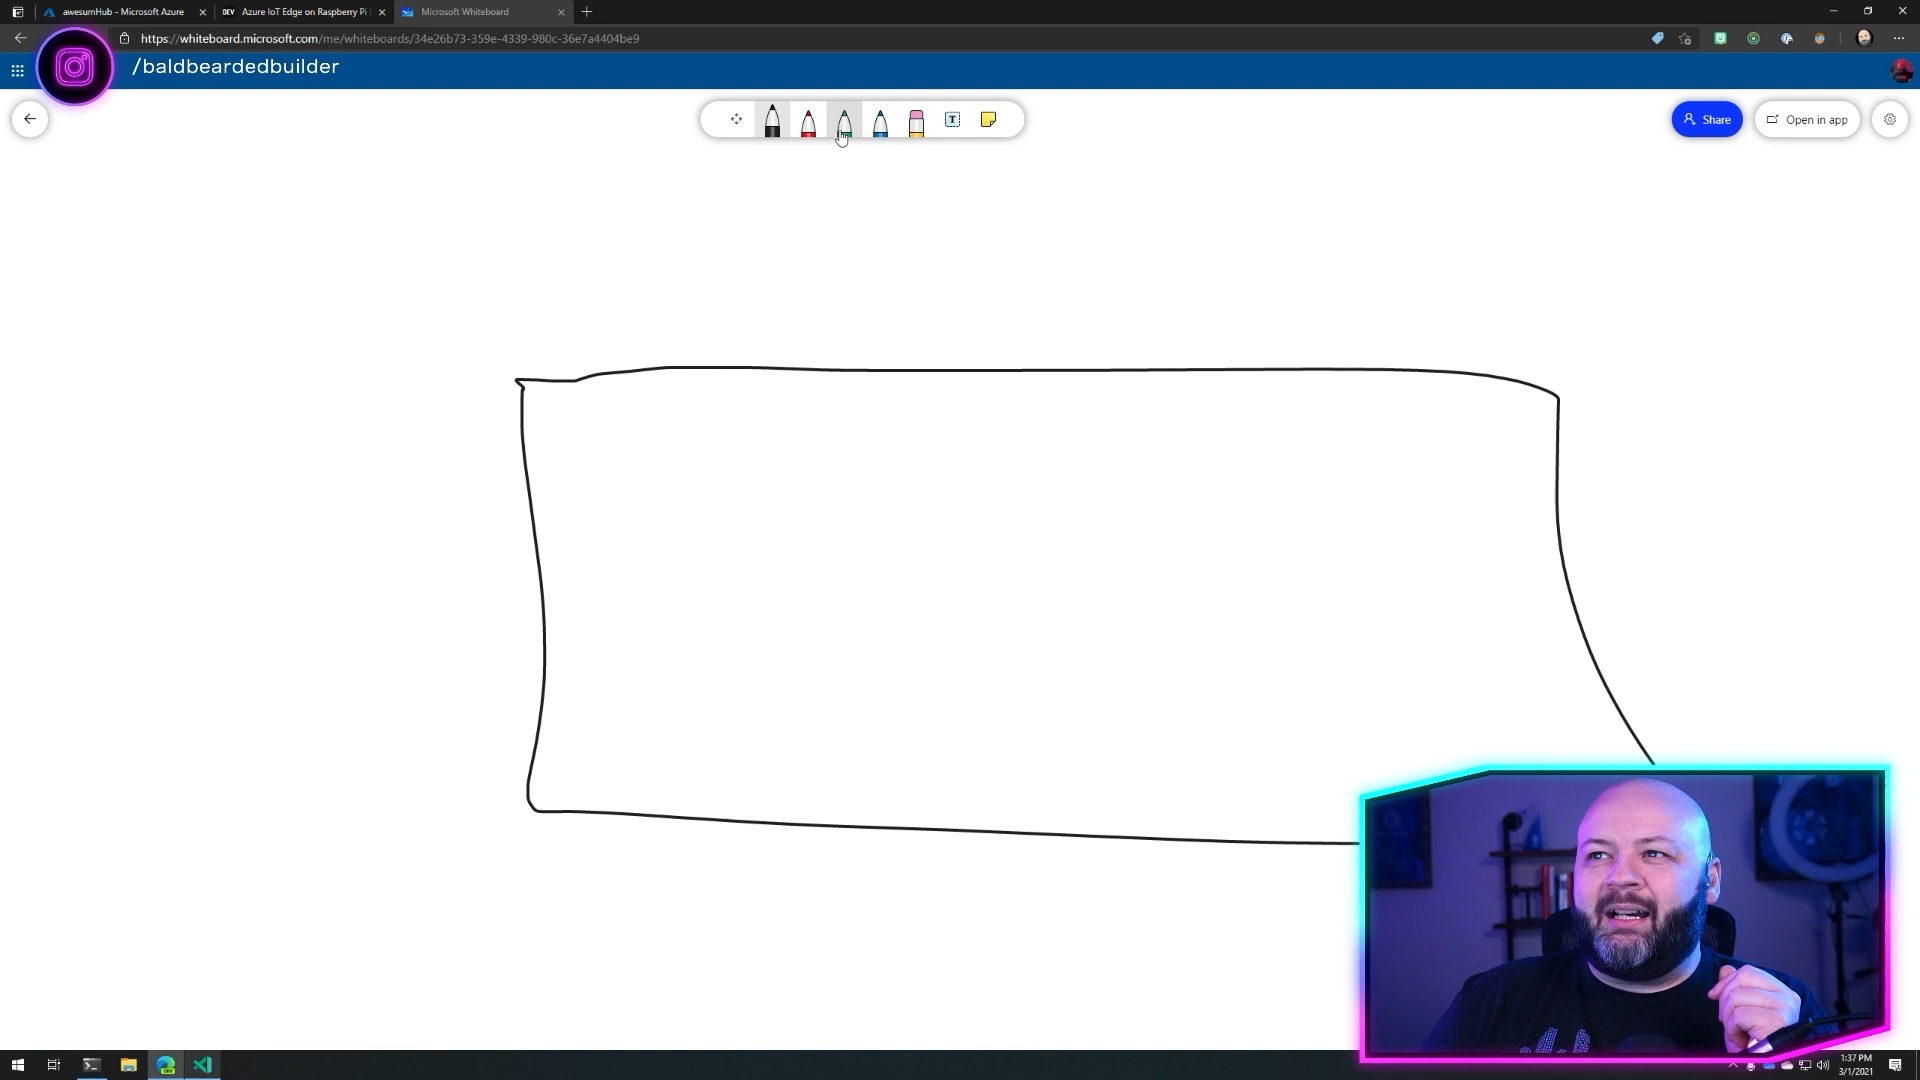 awesumHub - Microsoft Azure
DEV Azure IoT Edge on Raspberry Pi
Microsoft Whiteboard
https://whiteboard.microsoft.com/me/whiteboards/34e26b73-359e-4339-980c-36e7a4404be9
/baldbeardedbuilder
T
Share
Open in app
1:37 PM
3/1/2021